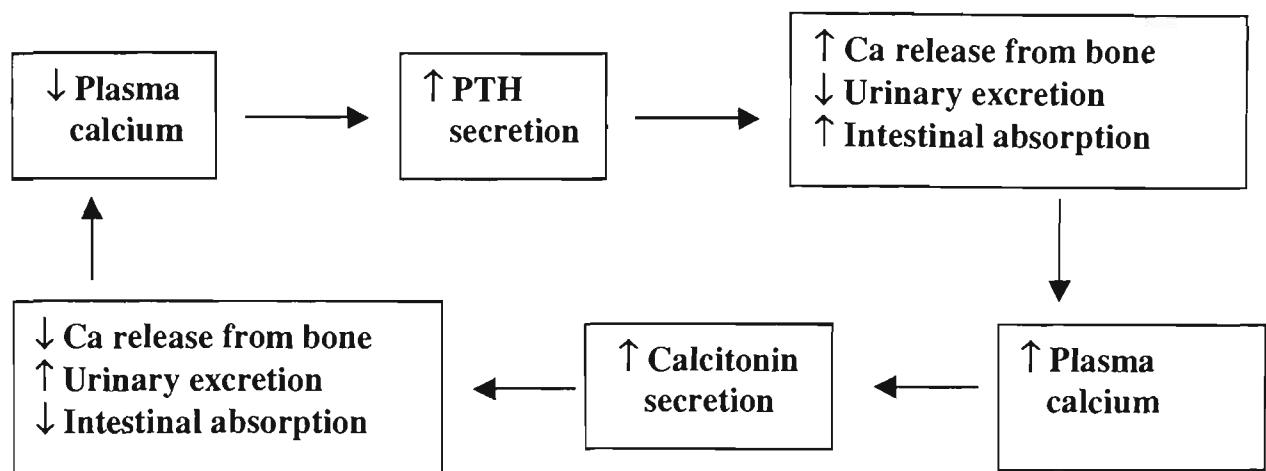 ↓ Plasma
calcium
↑ PTH
secretion
↑ Ca release from bone
↓ Urinary excretion
↑ Intestinal absorption
↑ Plasma
calcium
↑ Calcitonin
secretion
↓ Ca release from bone
↑ Urinary excretion
↓ Intestinal absorption